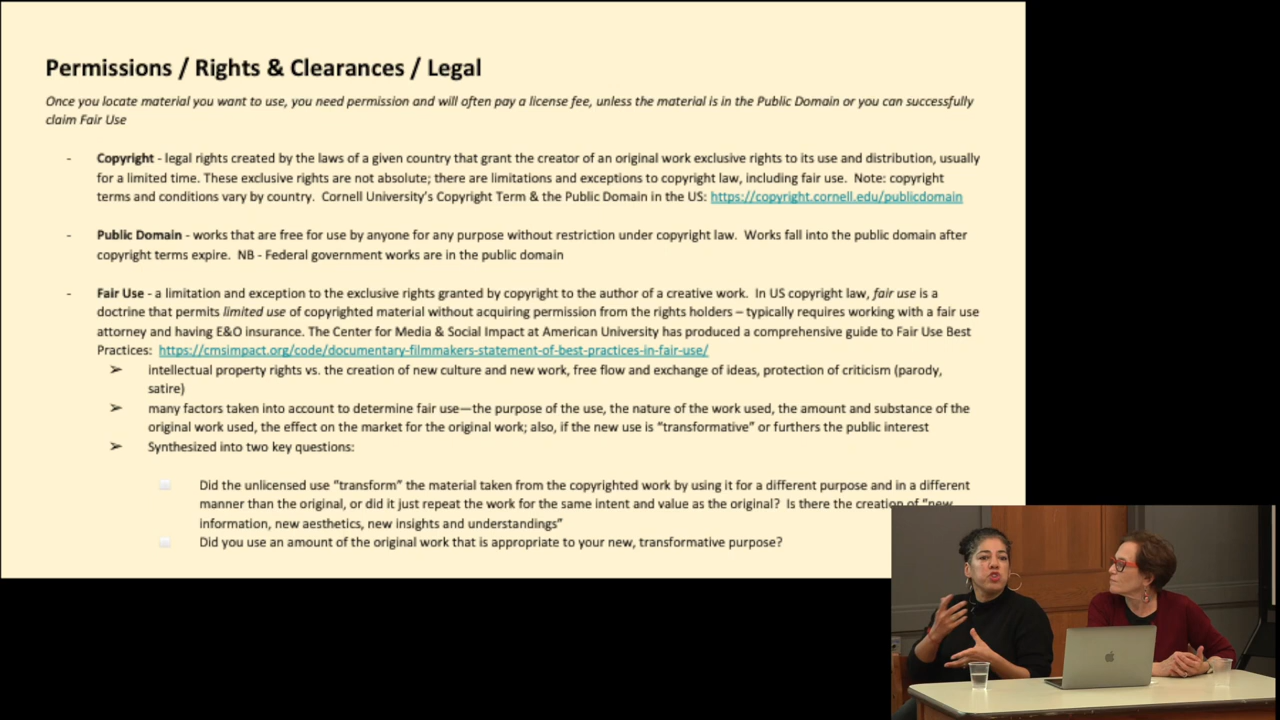 Permissions / Rights & Clearances / Legal
Once you locate material you want to use, you need permission and will often pay a license fee, unless the material is in the Public Domain or you can successfully
claim Fair Use
- Copyright - legal rights created by the laws of a given country that grant the creator of an original work exclusive rights to its use and distribution, usually
for a limited time. These exclusive rights are not absolute; there are limitations and exceptions to copyright law, including fair use. Note: copyright
terms and conditions vary by country. Cornell University's Copyright Term & the Public Domain in the US: https://copyright.cornell.edu/publicdomain
- Public Domain - works that are free for use by anyone for any purpose without restriction under copyright law. Works fall into the public domain after
copyright terms expire. NB - Federal government works are in the public domain
- Fair Use - a limitation and exception to the exclusive rights granted by copyright to the author of a creative work. In US copyright law, fair use is a
doctrine that permits limited use of copyrighted material without acquiring permission from the rights holders – typically requires working with a fair use
attorney and having E&O insurance. The Center for Media & Social Impact at American University has produced a comprehensive guide to Fair Use Best
Practices: https://cmsimpact.org/code/documentary-filmmakers-statement-of-best-practices-in-fair-use/
➢ intellectual property rights vs. the creation of new culture and new work, free flow and exchange of ideas, protection of criticism (parody,
satire)
➢ many factors taken into account to determine fair use—the purpose of the use, the nature of the work used, the amount and substance of the
original work used, the effect on the market for the original work; also, if the new use is "transformative" or furthers the public interest
➢ Synthesized into two key questions:
Did the unlicensed use "transform" the material taken from the copyrighted work by using it for a different purpose and in a different
manner than the original, or did it just repeat the work for the same intent and value as the original? Is there the creation of "new
information, new aesthetics, new insights and understandings"
Did you use an amount of the original work that is appropriate to your new, transformative purpose?